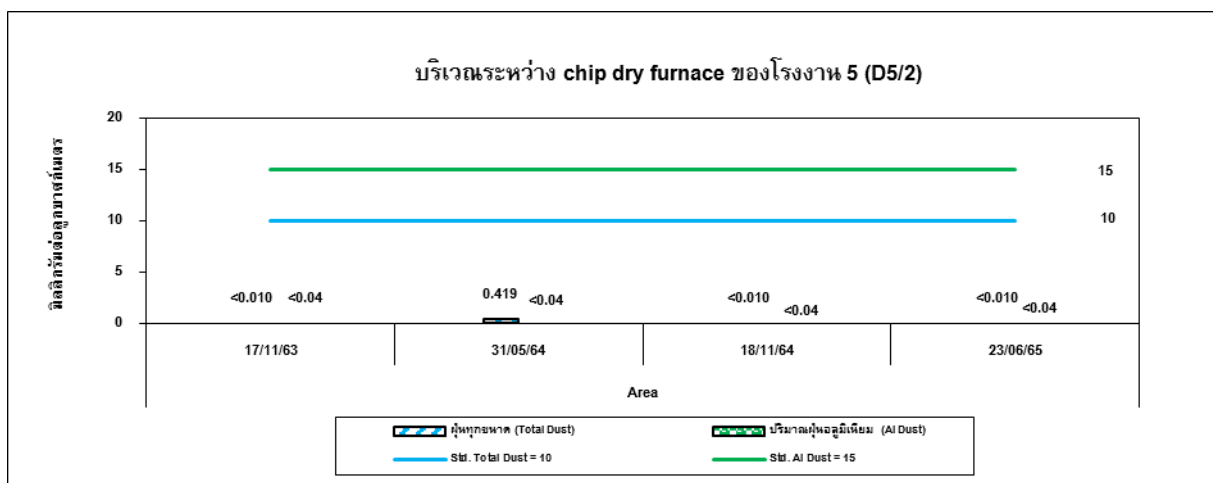 บริเวณระหว่าง chip dry furnace ของโรงงาน 5 (D5/2)
มิลลิกรัมต่อลูกบาศก์เมตร
20
15
10
5
0
15
10
<0.010 <0.04 0.419 <0.04 <0.010 <0.04 <0.010 <0.04
17/11/63 31/05/64 18/11/64 23/06/65
Area
ฝุ่นทุกขนาด (Total Dust) ปริมาณฝุ่นอลูมิเนียม (Al Dust)
Std. Total Dust = 10 Std. Al Dust = 15